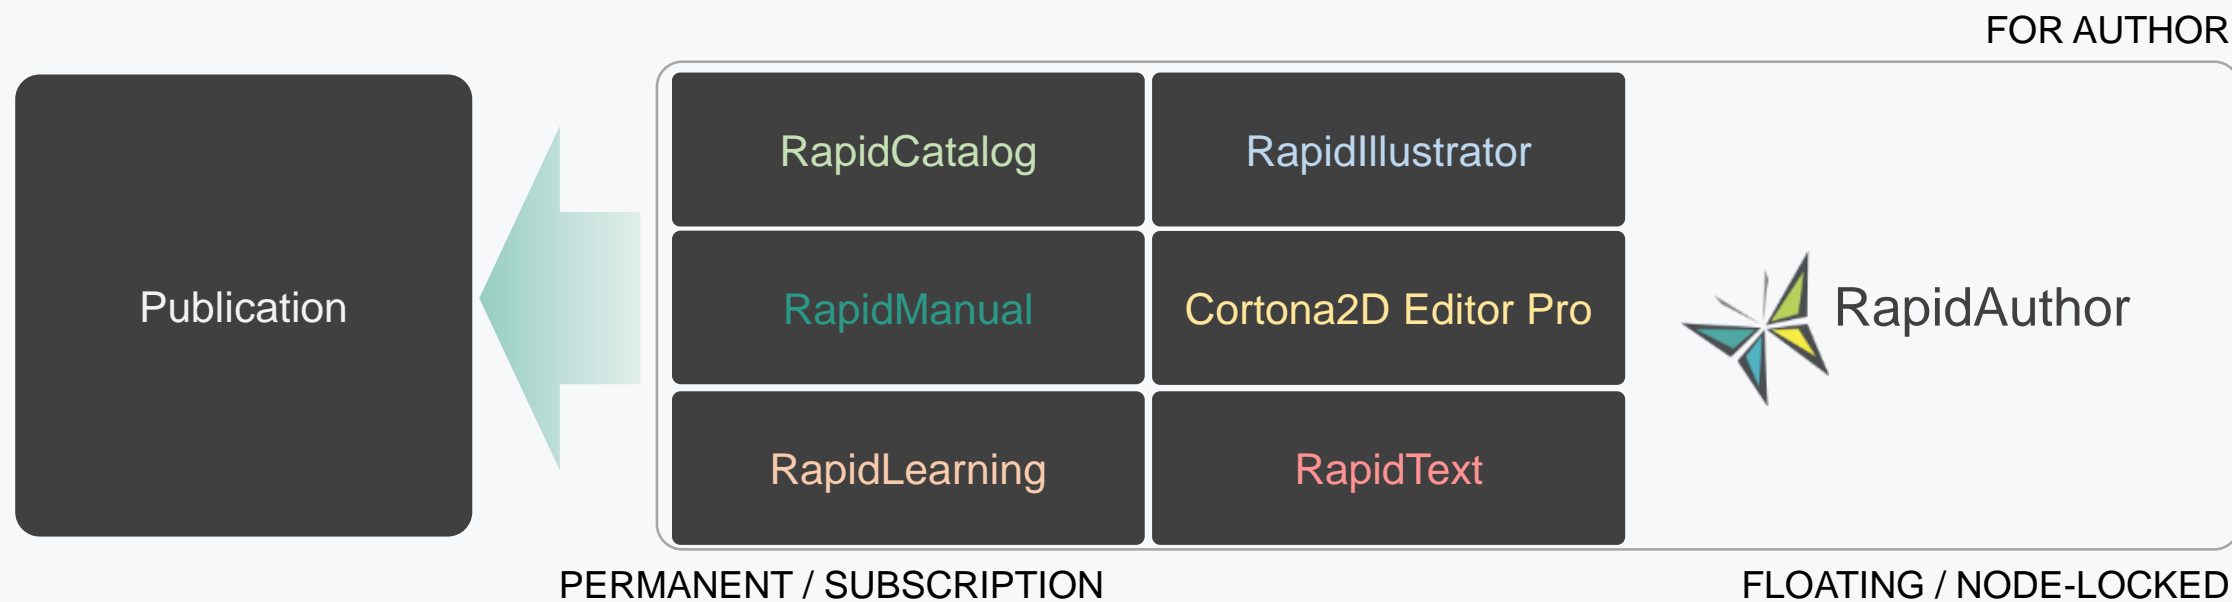 FOR AUTHOR
RapidCatalog
RapidIllustrator
Publication
RapidManual
Cortona2D Editor Pro
RapidAuthor
RapidLearning
RapidText
PERMANENT / SUBSCRIPTION
FLOATING / NODE-LOCKED